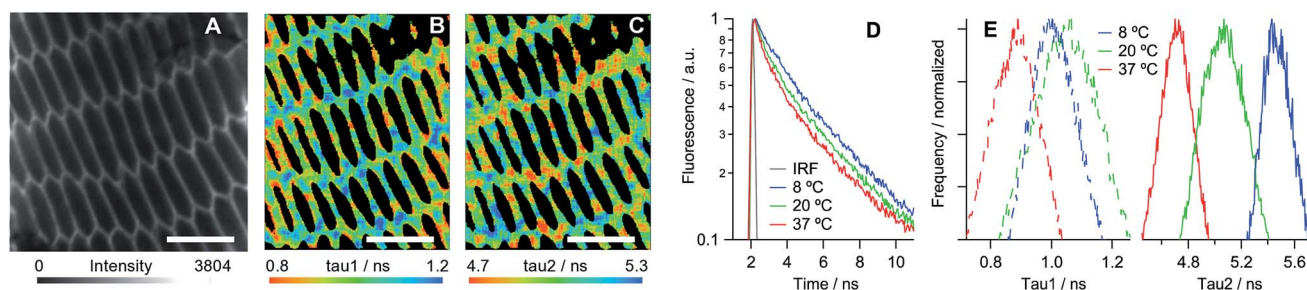 A
0 Intensity 3804
B
0.8 tau1 / ns 1.2
C
4.7 tau2 / ns 5.3
D
Fluorescence / a.u.
1
9
8
7
6
5
4
3
2
0.1
IRF
8 ºC
20 ºC
37 ºC
2 4 6 8 10
Time / ns
E
Frequency / normalized
8 ºC
20 ºC
37 ºC
0.8 1.0 1.2
Tau1 / ns
4.8 5.2 5.6
Tau2 / ns